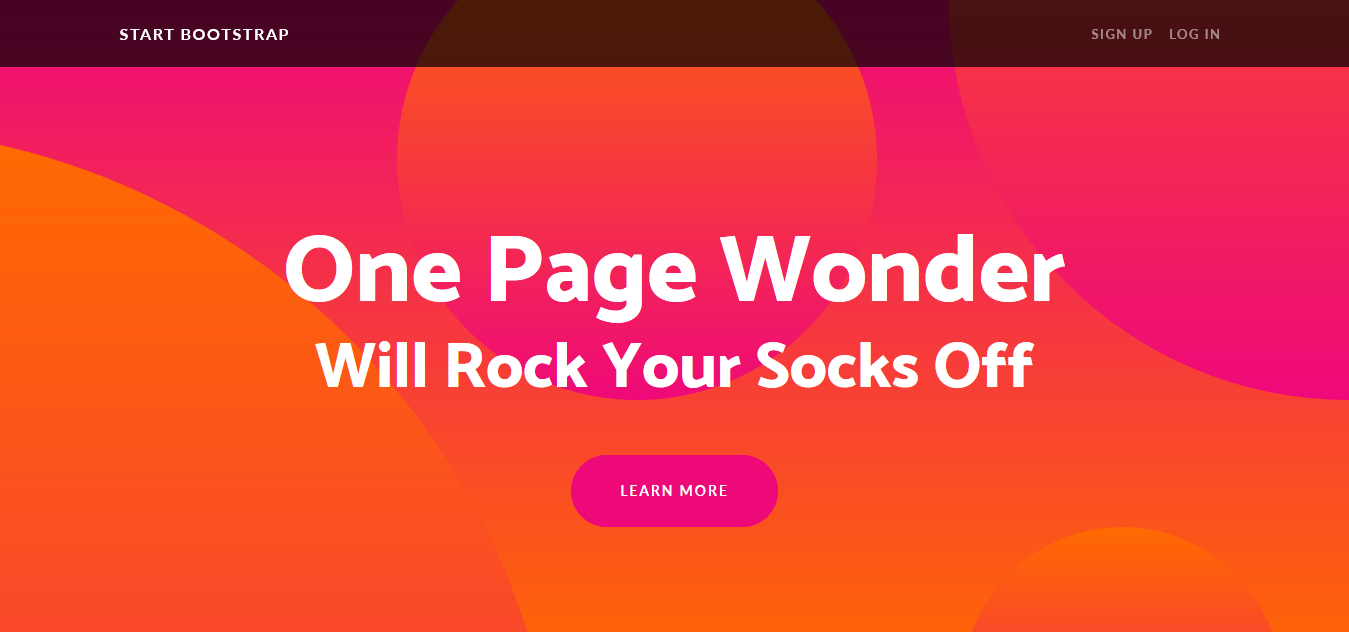 START BOOTSTRAP
SIGN UP LOG IN
One Page Wonder
Will Rock Your Socks Off
LEARN MORE